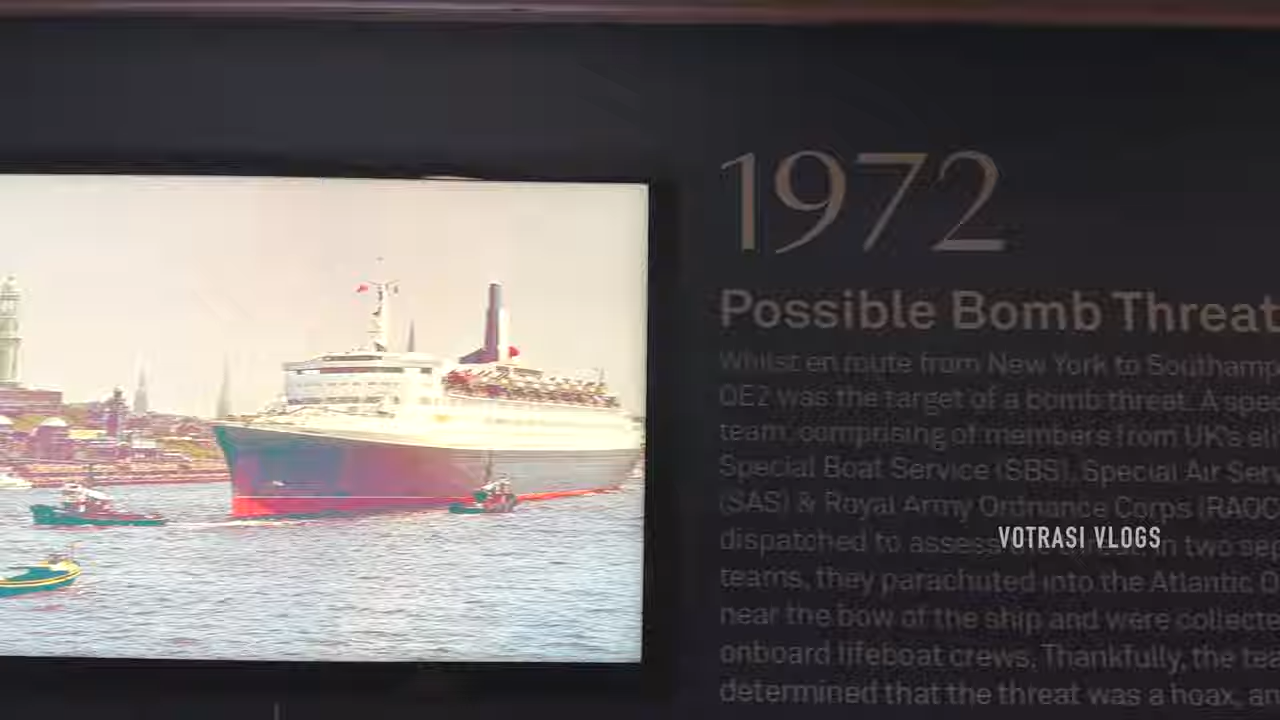 1972
Possible Bomb Threat
Whilst en route from New York to Southamp
QE2 was the target of a bomb threat. A spec
team, comprising of members from UK's eli
Special Boat Service (SBS), Special Air Serv
(SAS) & Royal Army Ordnance Corps (RAOC
dispatched to assess in two sep
VOTRASI VLOGS
teams, they parachuted into the Atlantic O
near the bow of the ship and were collecte
onboard lifeboat crews. Thankfully, the tea
determined that the threat was a hoax, an